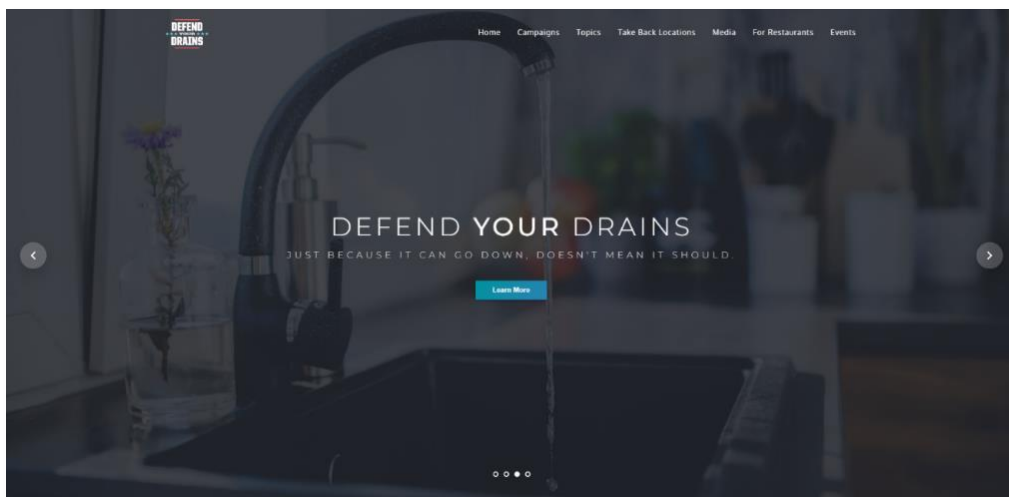 DEFEND
YOUR
DRAINS
Home Campaigns Topics Take Back Locations Media For Restaurants Events
DEFEND YOUR DRAINS
JUST BECAUSE IT CAN GO DOWN, DOESN'T MEAN IT SHOULD.
Learn More